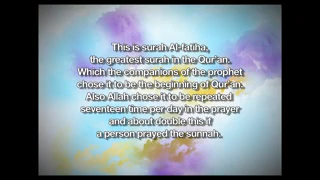 This is surah Al-fatiha,
the greatest surah in the Qur'an.
Which the companions of the prophet
chose it to be the beginning of Qur'an.
Also Allah chose it to be repeated
seventeen time per day in the prayer
and about double this if
a person prayed the sunnah.